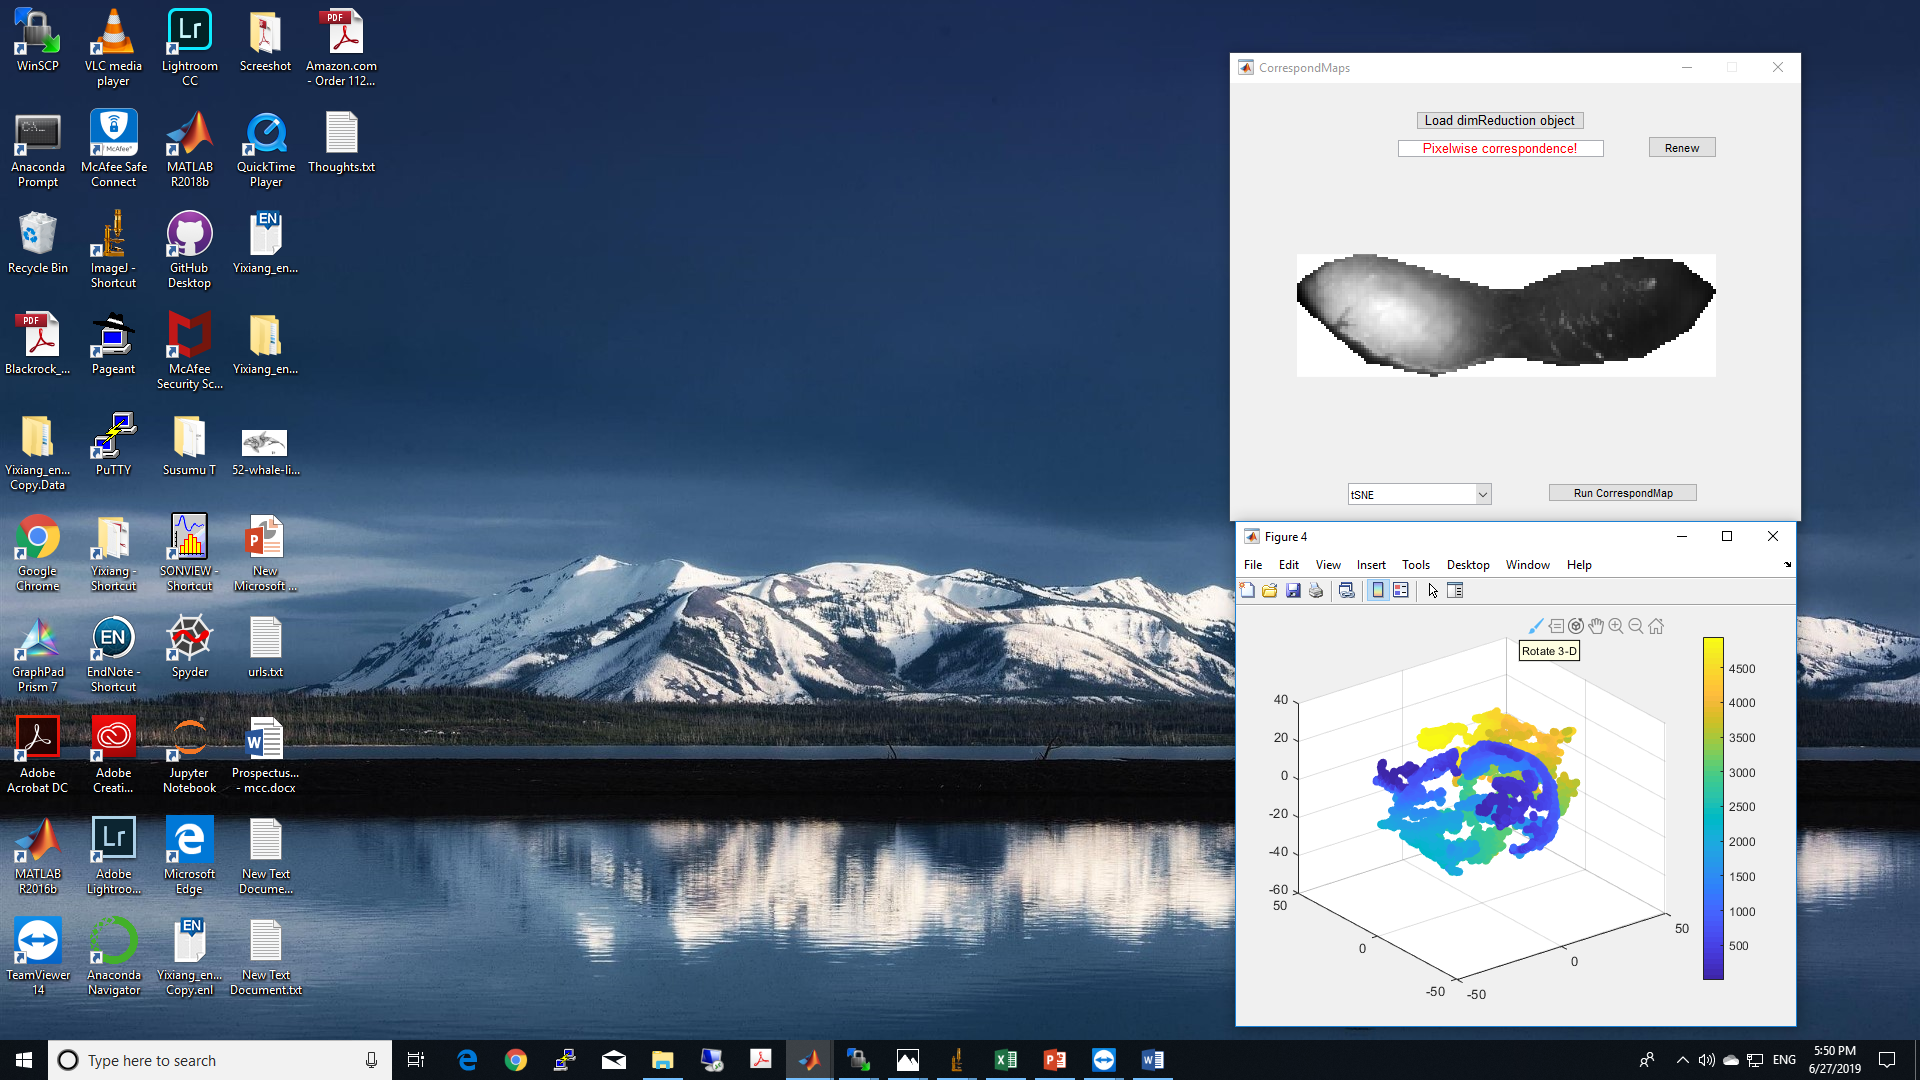 WinSCP
VLC media
player
Lightroom
CC
Screeshot
Amazon.com
- Order 112...
Anaconda
Prompt
McAfee Safe
Connect
MATLAB
R2018b
QuickTime
Player
Thoughts.txt
Recycle Bin
ImageJ -
Shortcut
GitHub
Desktop
Yixiang_en...
Blackrock_...
Pageant
McAfee
Security Sc...
Yixiang_en...
Yixiang_en...
Copy.Data
PuTTY
Susumu T
52-whale-li...
Google
Chrome
Yixiang -
Shortcut
SONVIEW -
Shortcut
New
Microsoft ...
GraphPad
Prism 7
EndNote -
Shortcut
Spyder
urls.txt
Adobe
Acrobat DC
Adobe
Creati...
Jupyter
Notebook
Prospectus...
- mcc.docx
MATLAB
R2016b
Adobe
Lightroo...
Microsoft
Edge
New Text
Docume...
TeamViewer
14
Anaconda
Navigator
Yixiang_en...
Copy.enl
New Text
Document.txt
CorrespondMaps
Load dimReduction object
Pixelwise correspondence!
Renew
tSNE
Run CorrespondMap
Figure 4
File Edit View Insert Tools Desktop Window Help
Rotate 3-D
40
20
0
-20
-40
-60
50
0
-50
-50
0
50
4500
4000
3500
3000
2500
2000
1500
1000
500
Type here to search
ENG
5:50 PM
6/27/2019